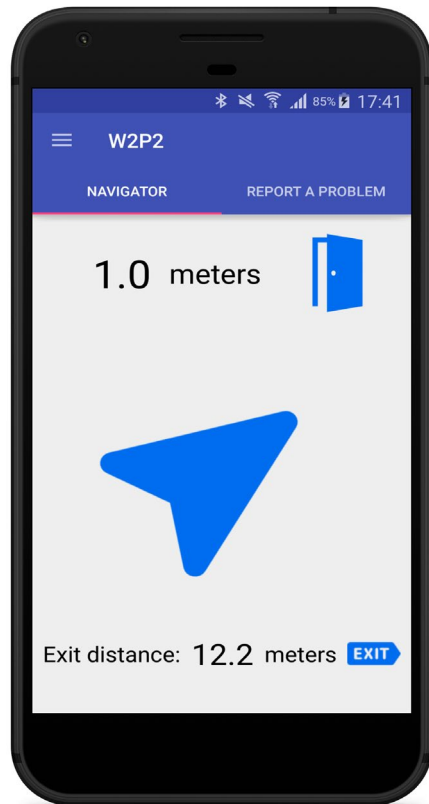 85% 17:41
W2P2
NAVIGATOR REPORT A PROBLEM
1.0 meters
Exit distance: 12.2 meters EXIT